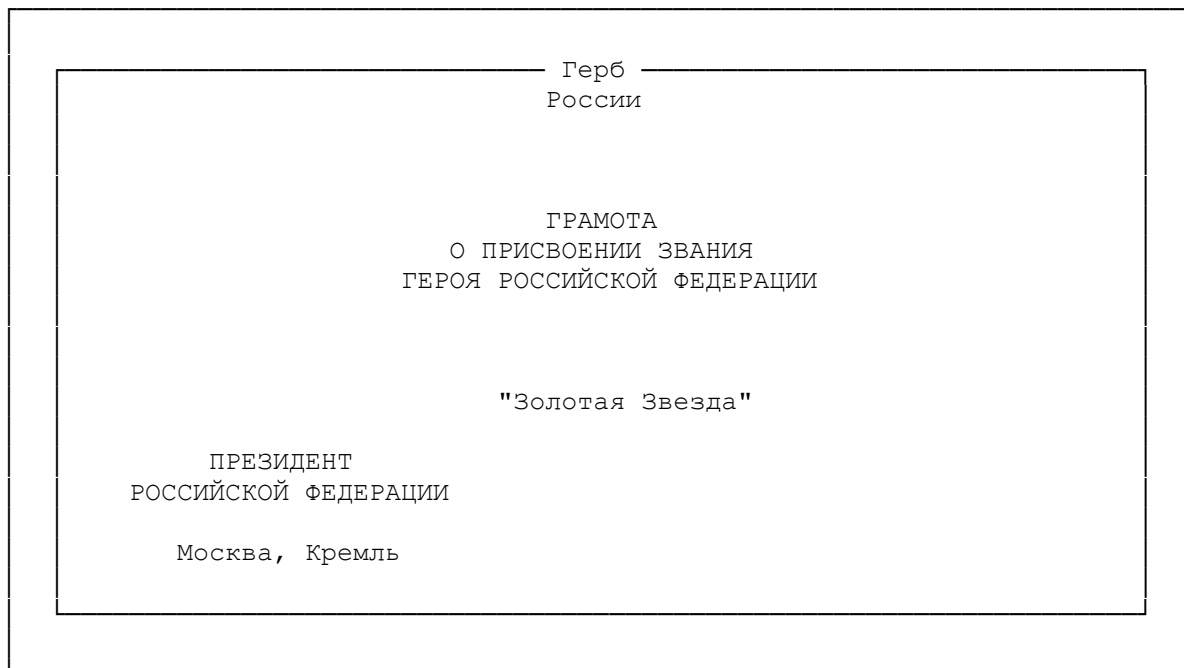 Герб
России
ГРАМОТА
О ПРИСВОЕНИИ ЗВАНИЯ
ГЕРОЯ РОССИЙСКОЙ ФЕДЕРАЦИИ
"Золотая Звезда"
ПРЕЗИДЕНТ
РОССИЙСКОЙ ФЕДЕРАЦИИ
Москва, Кремль